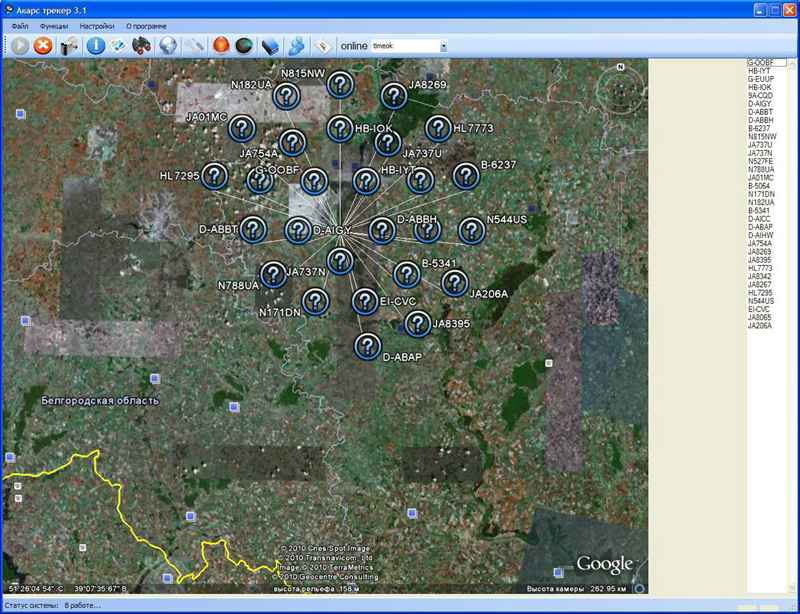 Акарс трекер 3.1
Файл Функции Настройки О программе
online timeok
N
N815NW
N182UA
JA8269
JA01MC
HB-IOK
HL7773
JA754A
JA737U
HL7295
G-OOBF
HB-IYT
B-6237
D-ABBT
D-AIGY
D-ABBH
N544US
B-5341
N788UA
JA737N
JA206A
N171DN
EI-CVC
JA8395
D-ABAP
Белгородская область
© 2010 Cnes/Spot Image
© 2010 Transnavicom, Ltd
Image © 2010 TerraMetrics
© 2010 Geocentre Consulting
Google
51°26'04.54" С 39°07'35.67" В
высота рельефа 158 м
Высота камеры 262.95 km
G-OOBF
HB-IYT
G-EUUP
HB-IOK
9A-CQD
D-AIGY
D-ABBT
D-ABBH
B-6237
N815NW
JA737U
JA737N
N527FE
N788UA
JA01MC
B-5064
N171DN
N182UA
B-5341
D-AICC
D-ABAP
D-AIHW
JA754A
JA8269
JA8395
HL7773
JA8342
JA8267
HL7295
N544US
EI-CVC
JA8065
JA206A
Статус системы: В работе...